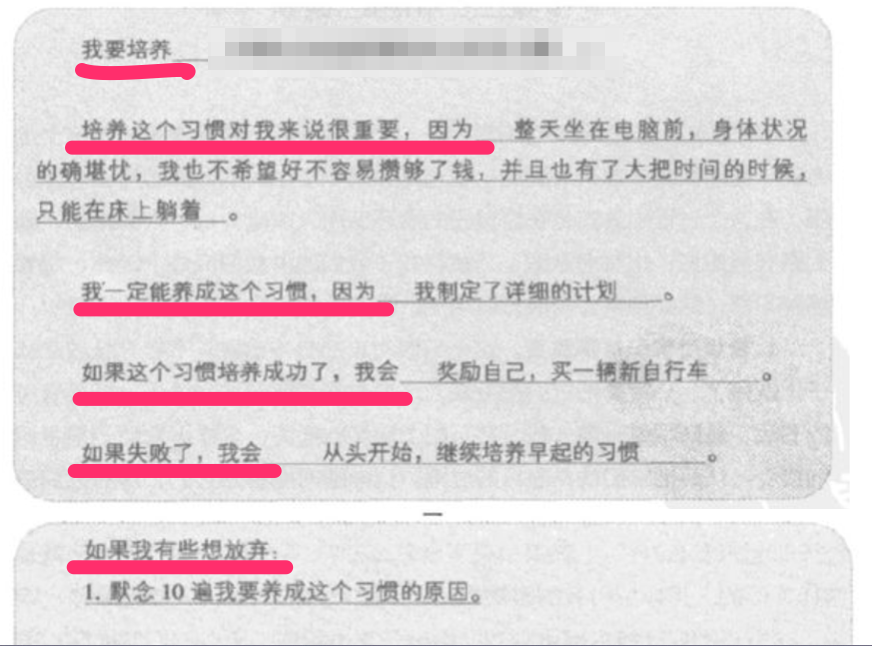 我要培养
培养这个习惯对我来说很重要，因为 整天坐在电脑前，身体状况
的确堪忧，我也不希望好不容易攒够了钱，并且也有了大把时间的时候，
只能在床上躺着 。
我一定能养成这个习惯，因为 我制定了详细的计划 。
如果这个习惯培养成功了，我会 奖励自己，买一辆新自行车 。
如果失败了，我会 从头开始，继续培养早起的习惯 。
如果我有些想放弃：
1. 默念 10 遍我要养成这个习惯的原因。